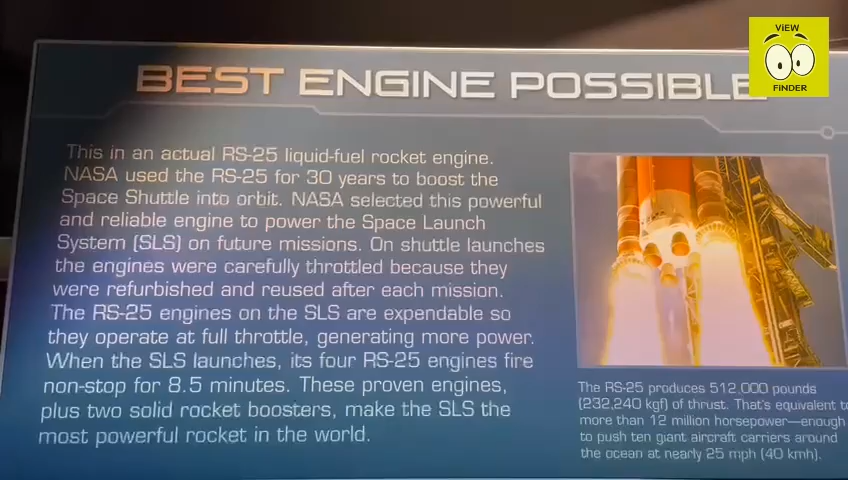 BEST ENGINE POSSIBLE
ViEW
FINDER
This in an actual RS-25 liquid-fuel rocket engine.
NASA used the RS-25 for 30 years to boost the
Space Shuttle into orbit. NASA selected this powerful
and reliable engine to power the Space Launch
System (SLS) on future missions. On shuttle launches
the engines were carefully throttled because they
were refurbished and reused after each mission.
The RS-25 engines on the SLS are expendable so
they operate at full throttle, generating more power.
When the SLS launches, its four RS-25 engines fire
non-stop for 8.5 minutes. These proven engines,
plus two solid rocket boosters, make the SLS the
most powerful rocket in the world.
The RS-25 produces 512,000 pounds
(232,240 kgf) of thrust. That's equivalent to
more than 12 million horsepower—enough
to push ten giant aircraft carriers around
the ocean at nearly 25 mph (40 kmh).